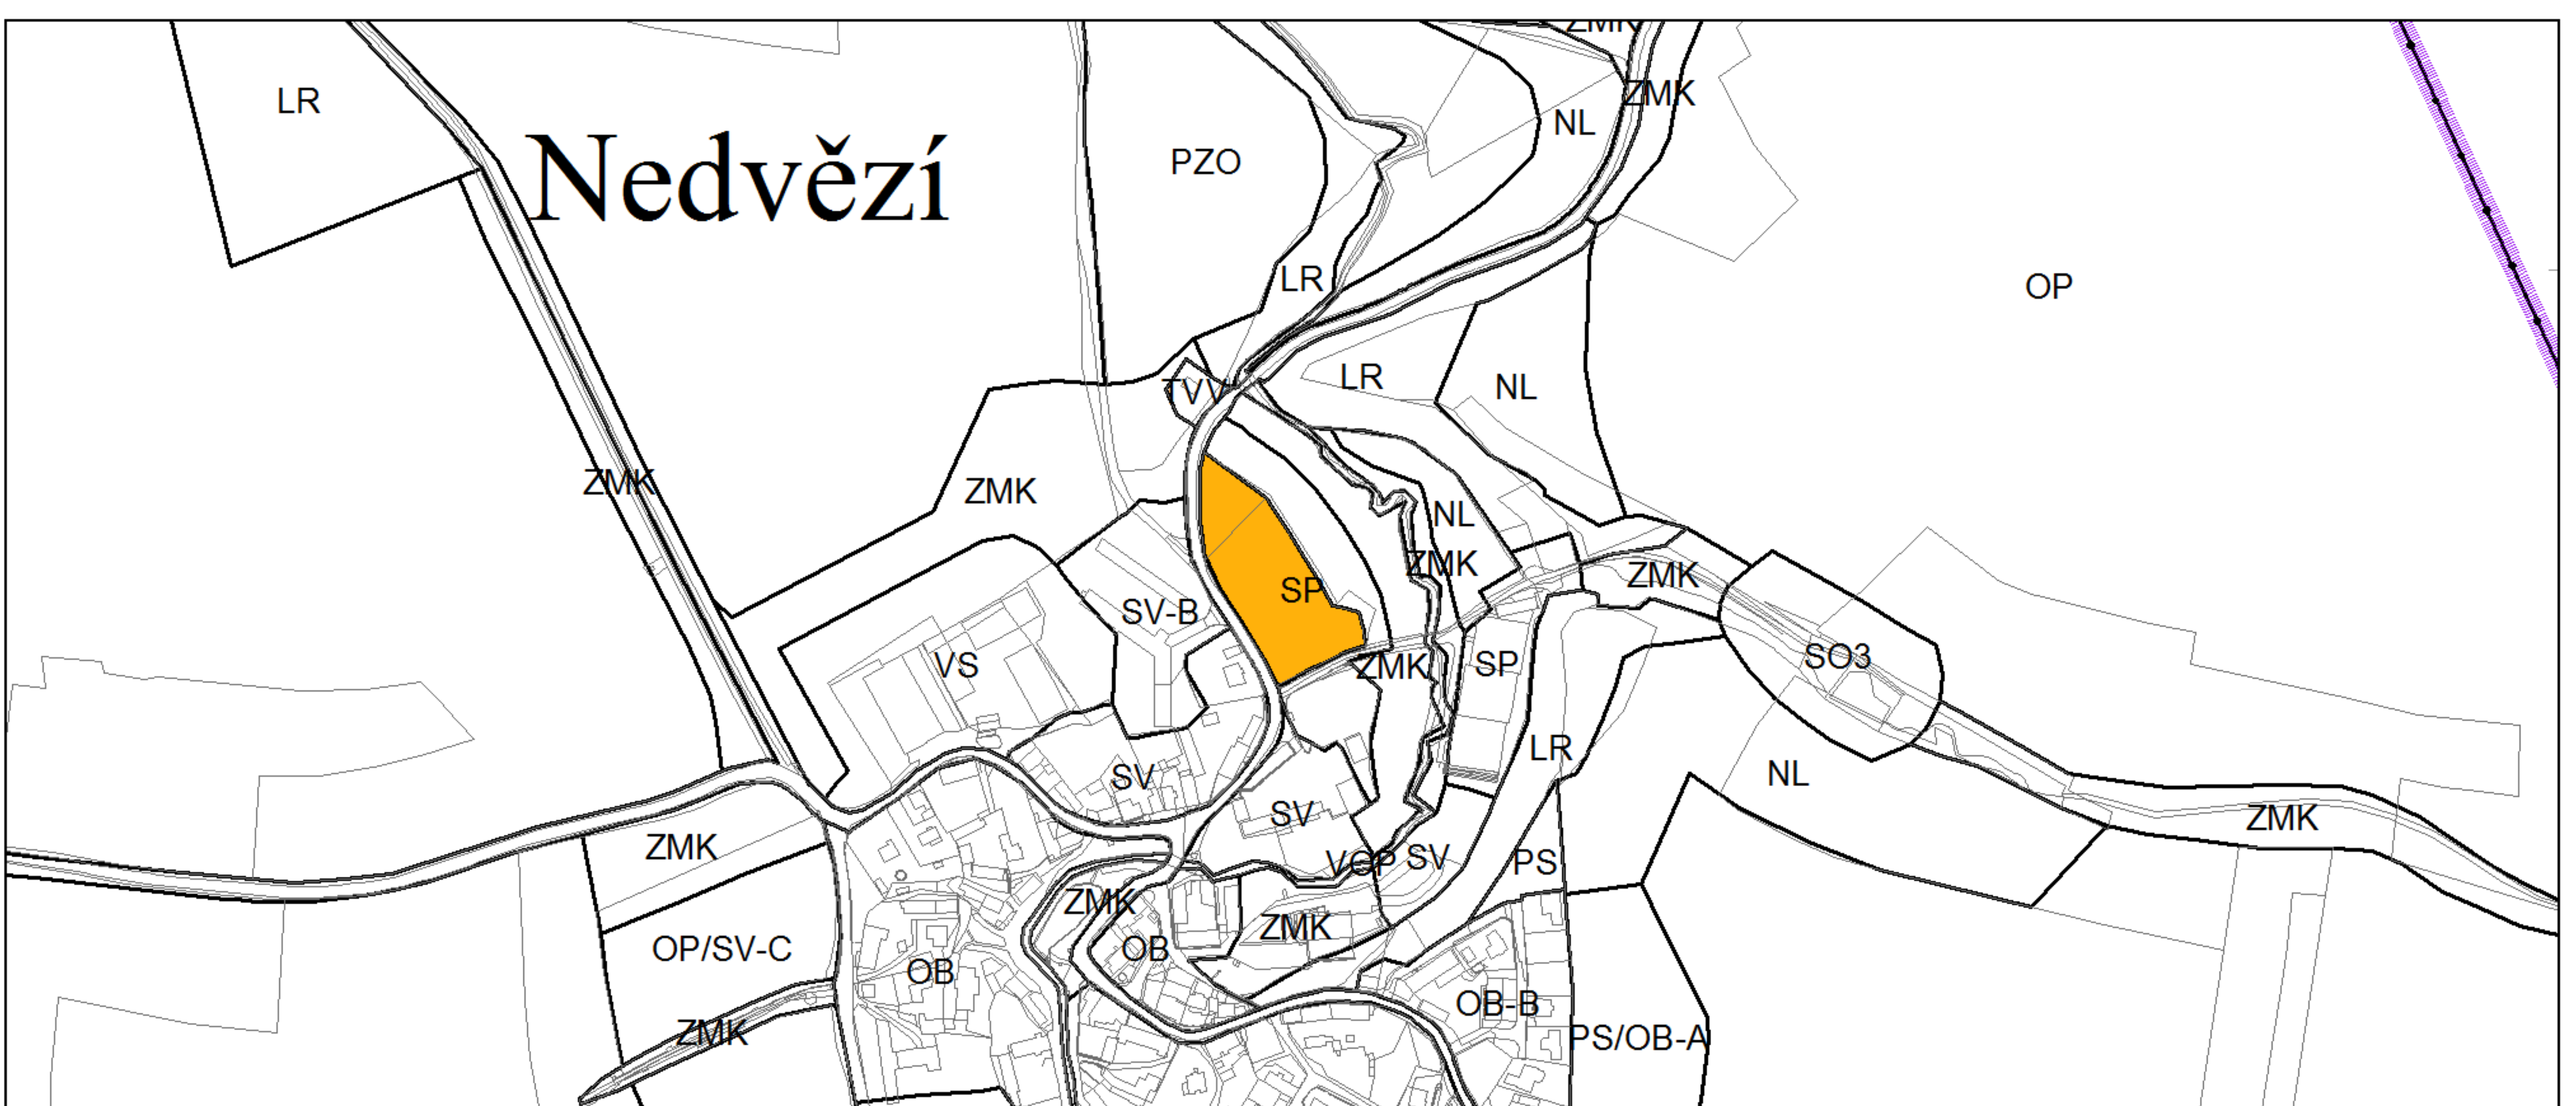 ZMK
LR
ZMK
NL
Nedvězí
PZO
LR
OP
LR
NL
TVV
ZMK
ZMK
NL
ZMK
ZMK
SP
SV-B
VS
ZMK
SP
SO3
LR
NL
SV
SV
ZMK
ZMK
VOP
SV
PS
ZMK
ZMK
OP/SV-C
OB
OB
OB-B
ZMK
PS/OB-A